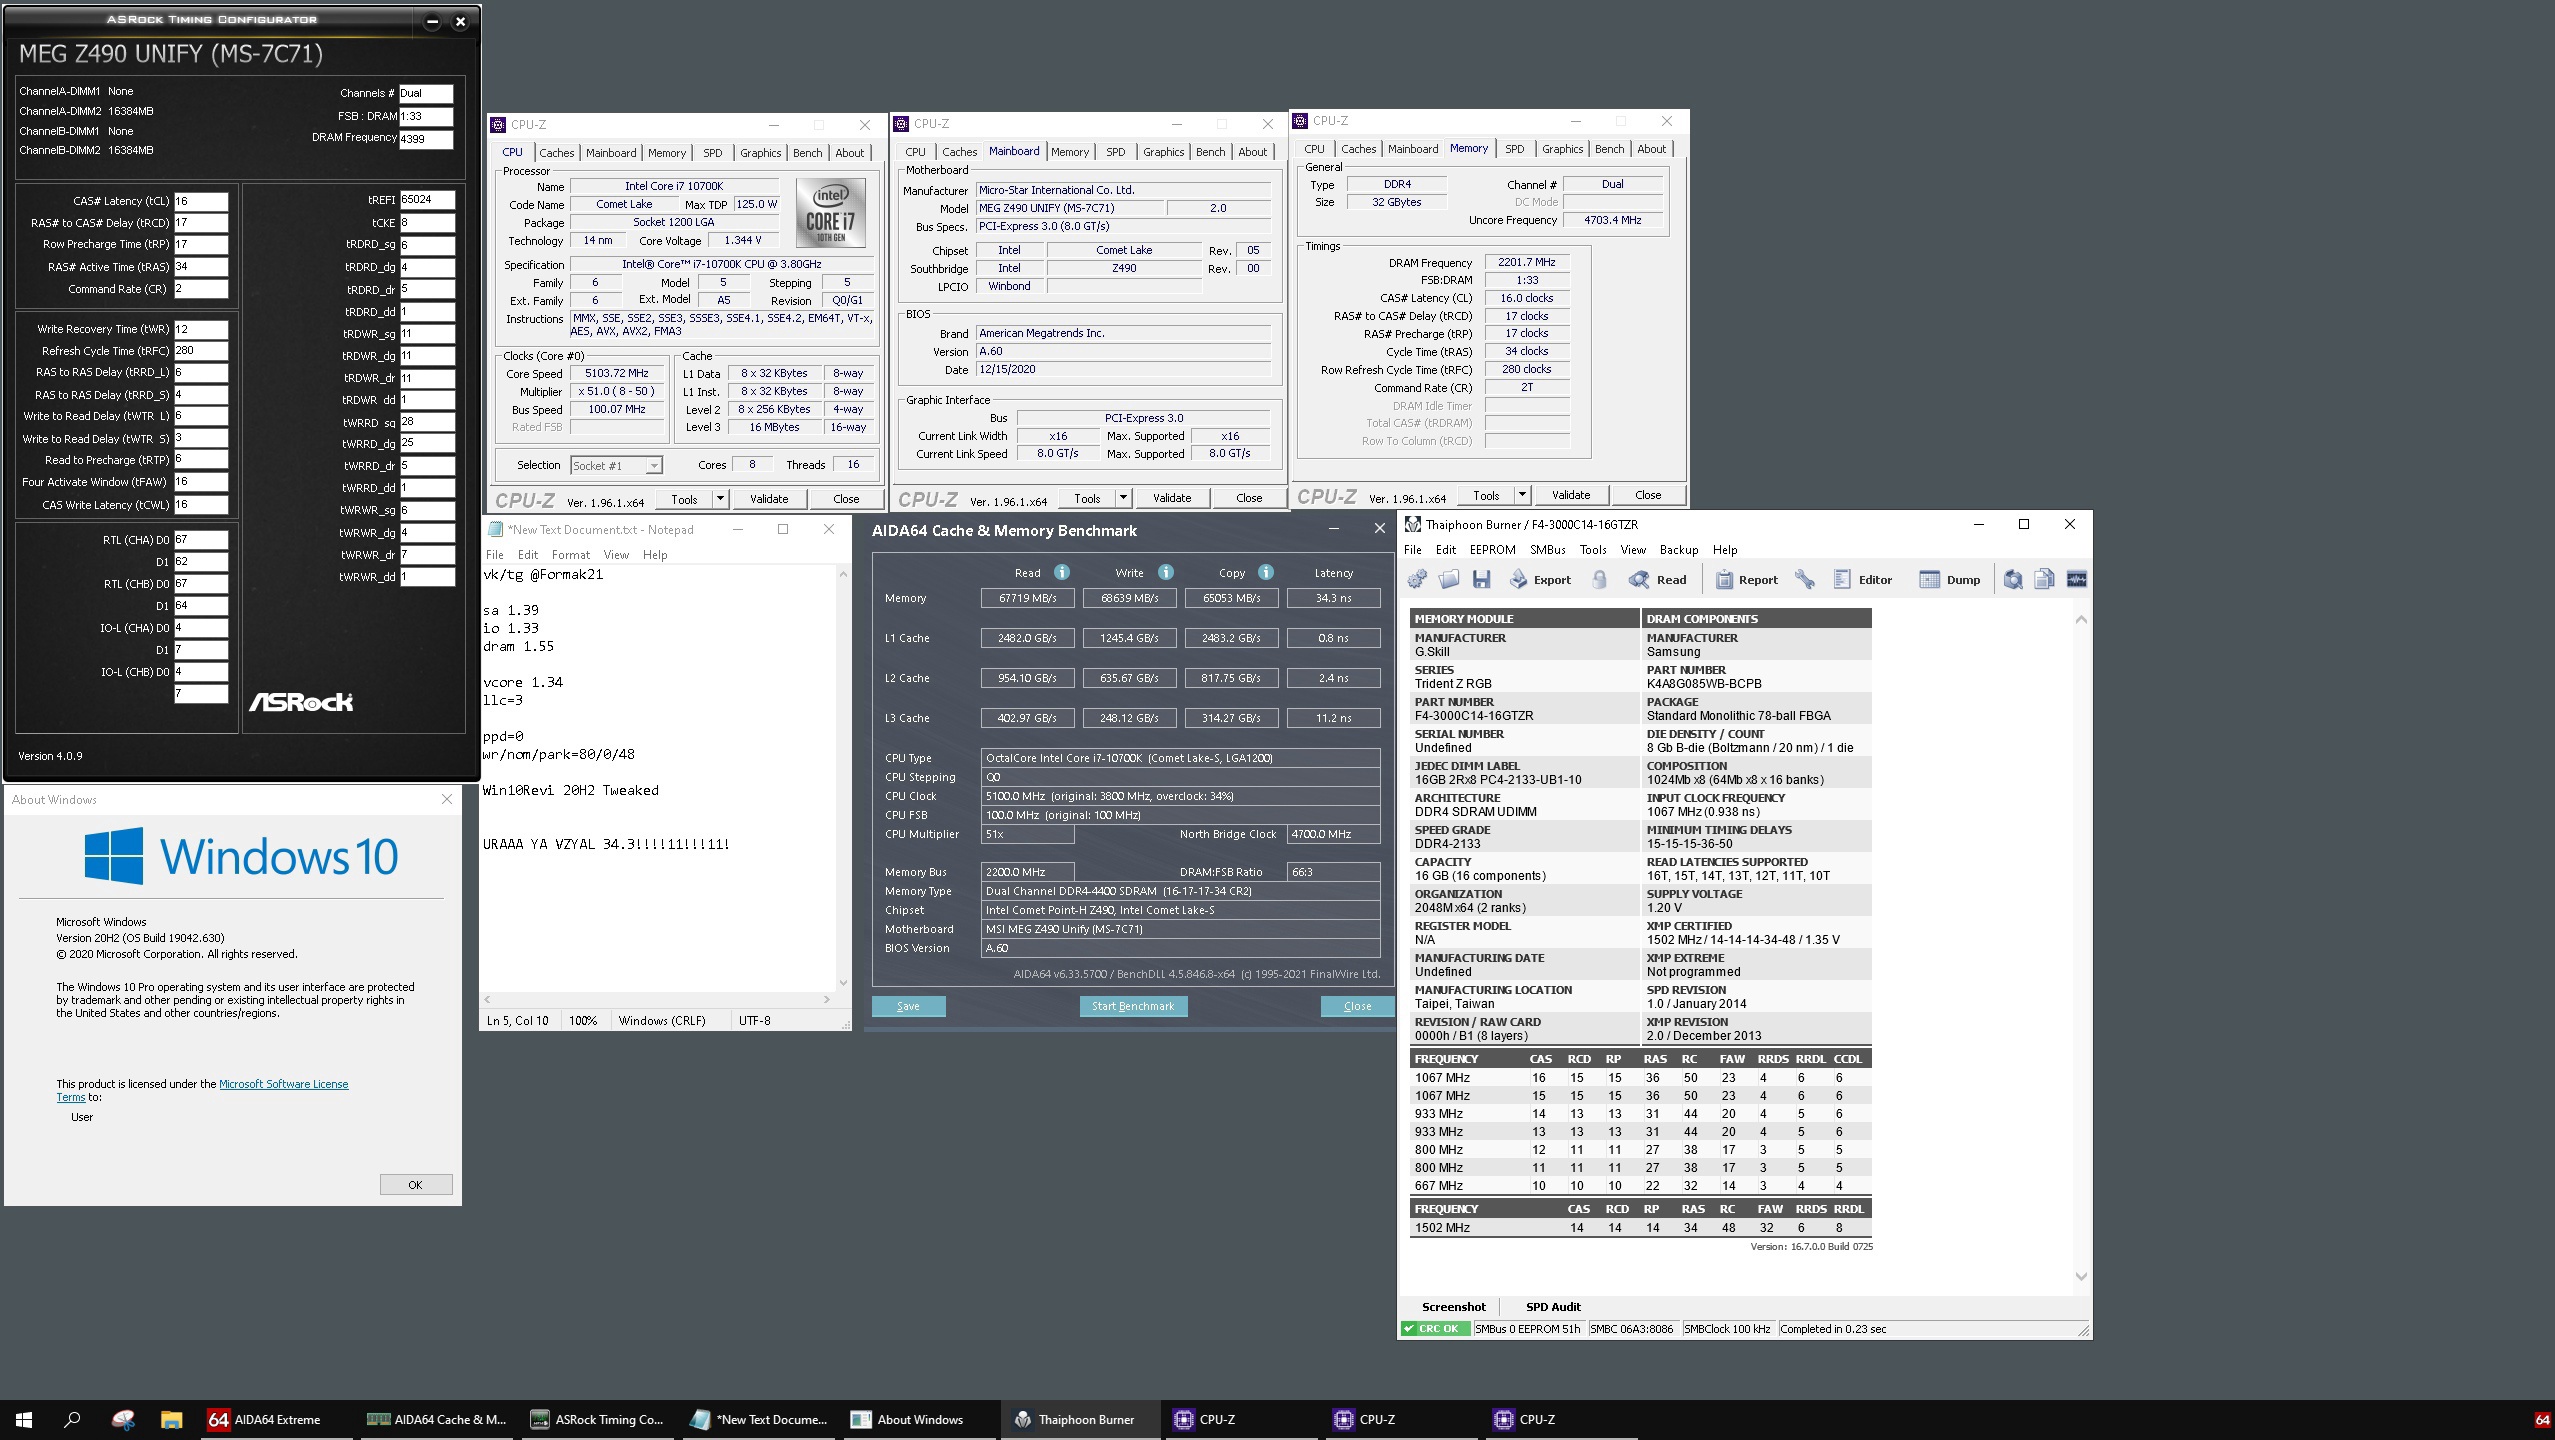 ASRock Timing Configurator
MEG Z490 UNIFY (MS-7C71)
ChannelA-DIMM1 None
ChannelA-DIMM2 16384MB
ChannelB-DIMM1 None
ChannelB-DIMM2 16384MB
Channels # Dual
FSB : DRAM 1:33
DRAM Frequency 4399
CAS# Latency (tCL) 16
RAS# to CAS# Delay (tRCD) 17
Row Precharge Time (tRP) 17
RAS# Active Time (tRAS) 34
Command Rate (CR) 2
Write Recovery Time (tWR) 12
Refresh Cycle Time (tRFC) 280
RAS to RAS Delay (tRRD_L) 6
RAS to RAS Delay (tRRD_S) 4
Write to Read Delay (tWTR_L) 6
Write to Read Delay (tWTR_S) 3
Read to Precharge (tRTP) 6
Four Activate Window (tFAW) 16
CAS Write Latency (tCWL) 16
RTL (CHA) D0 67
D1 62
RTL (CHB) D0 67
D1 64
IO-L (CHA) D0 4
D1 7
IO-L (CHB) D0 4
7
tREFI 65024
tCKE 8
tRDRD_sg 6
tRDRD_dg 4
tRDRD_dr 5
tRDRD_dd 1
tRDWR_sg 11
tRDWR_dg 11
tRDWR_dr 11
tRDWR_dd 1
tWRRD_sg 28
tWRRD_dg 25
tWRRD_dr 5
tWRRD_dd 1
tWRWR_sg 6
tWRWR_dg 4
tWRWR_dr 7
tWRWR_dd 1
ASRock
Version 4.0.9
CPU-Z
CPU Caches Mainboard Memory SPD Graphics Bench About
Processor
Name Intel Core i7 10700K
Code Name Comet Lake Max TDP 125.0 W
Package Socket 1200 LGA
Technology 14 nm Core Voltage 1.344 V
intel CORE i7 10TH GEN
Specification Intel® Core™ i7-10700K CPU @ 3.80GHz
Family 6 Model 5 Stepping 5
Ext. Family 6 Ext. Model A5 Revision Q0/G1
Instructions MMX, SSE, SSE2, SSE3, SSSE3, SSE4.1, SSE4.2, EM64T, VT-x,
AES, AVX, AVX2, FMA3
Clocks (Core #0)
Core Speed 5103.72 MHz
Multiplier x 51.0 ( 8 - 50 )
Bus Speed 100.07 MHz
Rated FSB
Cache
L1 Data 8 x 32 KBytes 8-way
L1 Inst. 8 x 32 KBytes 8-way
Level 2 8 x 256 KBytes 4-way
Level 3 16 MBytes 16-way
Selection Socket #1 Cores 8 Threads 16
CPU-Z Ver. 1.96.1.x64 Tools Validate Close
CPU-Z
CPU Caches Mainboard Memory SPD Graphics Bench About
Motherboard
Manufacturer Micro-Star International Co. Ltd.
Model MEG Z490 UNIFY (MS-7C71) 2.0
Bus Specs. PCI-Express 3.0 (8.0 GT/s)
Chipset Intel Comet Lake Rev. 05
Southbridge Intel Z490 Rev. 00
LPCIO Winbond
BIOS
Brand American Megatrends Inc.
Version A.60
Date 12/15/2020
Graphic Interface
Bus PCI-Express 3.0
Current Link Width x16 Max. Supported x16
Current Link Speed 8.0 GT/s Max. Supported 8.0 GT/s
CPU-Z Ver. 1.96.1.x64 Tools Validate Close
CPU-Z
CPU Caches Mainboard Memory SPD Graphics Bench About
General
Type DDR4 Channel # Dual
Size 32 GBytes DC Mode
Uncore Frequency 4703.4 MHz
Timings
DRAM Frequency 2201.7 MHz
FSB:DRAM 1:33
CAS# Latency (CL) 16.0 clocks
RAS# to CAS# Delay (tRCD) 17 clocks
RAS# Precharge (tRP) 17 clocks
Cycle Time (tRAS) 34 clocks
Row Refresh Cycle Time (tRFC) 280 clocks
Command Rate (CR) 2T
DRAM Idle Timer
Total CAS# (tRDRAM)
Row To Column (tRCD)
CPU-Z Ver. 1.96.1.x64 Tools Validate Close
*New Text Document.txt - Notepad
File Edit Format View Help
vk/tg @Formak21
sa 1.39
io 1.33
dram 1.55
vcore 1.34
llc=3
ppd=0
wr/nom/park=80/0/48
Win10Revi 20H2 Tweaked
URAAA YA VZYAL 34.3!!!!11!!!11!
Ln 5, Col 10 100% Windows (CRLF) UTF-8
AIDA64 Cache & Memory Benchmark
Read Write Copy Latency
Memory 67719 MB/s 68639 MB/s 65053 MB/s 34.3 ns
L1 Cache 2482.0 GB/s 1245.4 GB/s 2483.2 GB/s 0.8 ns
L2 Cache 954.10 GB/s 635.67 GB/s 817.75 GB/s 2.4 ns
L3 Cache 402.97 GB/s 248.12 GB/s 314.27 GB/s 11.2 ns
CPU Type OctalCore Intel Core i7-10700K (Comet Lake-S, LGA1200)
CPU Stepping Q0
CPU Clock 5100.0 MHz (original: 3800 MHz, overclock: 34%)
CPU FSB 100.0 MHz (original: 100 MHz)
CPU Multiplier 51x North Bridge Clock 4700.0 MHz
Memory Bus 2200.0 MHz DRAM:FSB Ratio 66:3
Memory Type Dual Channel DDR4-4400 SDRAM (16-17-17-34 CR2)
Chipset Intel Comet Point-H Z490, Intel Comet Lake-S
Motherboard MSI MEG Z490 Unify (MS-7C71)
BIOS Version A.60
AIDA64 v6.33.5700 / BenchDLL 4.5.846.8-x64 (c) 1995-2021 FinalWire Ltd.
Save Start Benchmark Close
Thaiphoon Burner / F4-3000C14-16GTZR
File Edit EEPROM SMBus Tools View Backup Help
Export Read Report Editor Dump
MEMORY MODULE DRAM COMPONENTS
MANUFACTURER MANUFACTURER
G.Skill Samsung
SERIES PART NUMBER
Trident Z RGB K4A8G085WB-BCPB
PART NUMBER PACKAGE
F4-3000C14-16GTZR Standard Monolithic 78-ball FBGA
SERIAL NUMBER DIE DENSITY / COUNT
Undefined 8 Gb B-die (Boltzmann / 20 nm) / 1 die
JEDEC DIMM LABEL COMPOSITION
16GB 2Rx8 PC4-2133-UB1-10 1024Mb x8 (64Mb x8 x 16 banks)
ARCHITECTURE INPUT CLOCK FREQUENCY
DDR4 SDRAM UDIMM 1067 MHz (0.938 ns)
SPEED GRADE MINIMUM TIMING DELAYS
DDR4-2133 15-15-15-36-50
CAPACITY READ LATENCIES SUPPORTED
16 GB (16 components) 16T, 15T, 14T, 13T, 12T, 11T, 10T
ORGANIZATION SUPPLY VOLTAGE
2048M x64 (2 ranks) 1.20 V
REGISTER MODEL XMP CERTIFIED
N/A 1502 MHz / 14-14-14-34-48 / 1.35 V
MANUFACTURING DATE XMP EXTREME
Undefined Not programmed
MANUFACTURING LOCATION SPD REVISION
Taipei, Taiwan 1.0 / January 2014
REVISION / RAW CARD XMP REVISION
0000h / B1 (8 layers) 2.0 / December 2013
FREQUENCY CAS RCD RP RAS RC FAW RRDS RRDL CCDL
1067 MHz 16 15 15 36 50 23 4 6 6
1067 MHz 15 15 15 36 50 23 4 6 6
933 MHz 14 13 13 31 44 20 4 5 6
933 MHz 13 13 13 31 44 20 4 5 6
800 MHz 12 11 11 27 38 17 3 5 5
800 MHz 11 11 11 27 38 17 3 5 5
667 MHz 10 10 10 22 32 14 3 4 4
FREQUENCY CAS RCD RP RAS RC FAW RRDS RRDL
1502 MHz 14 14 14 34 48 32 6 8
Version: 16.7.0.0 Build 0725
Screenshot SPD Audit
CRC OK SMBus 0 EEPROM 51h SMBC 06A3:8086 SMBClock 100 kHz Completed in 0.23 sec
About Windows
Windows 10
Microsoft Windows
Version 20H2 (OS Build 19042.630)
© 2020 Microsoft Corporation. All rights reserved.
The Windows 10 Pro operating system and its user interface are protected
by trademark and other pending or existing intellectual property rights in
the United States and other countries/regions.
This product is licensed under the Microsoft Software License
Terms to:
User
OK
64 AIDA64 Extreme AIDA64 Cache & M... ASRock Timing Co... *New Text Docume... About Windows Thaiphoon Burner CPU-Z CPU-Z CPU-Z 64